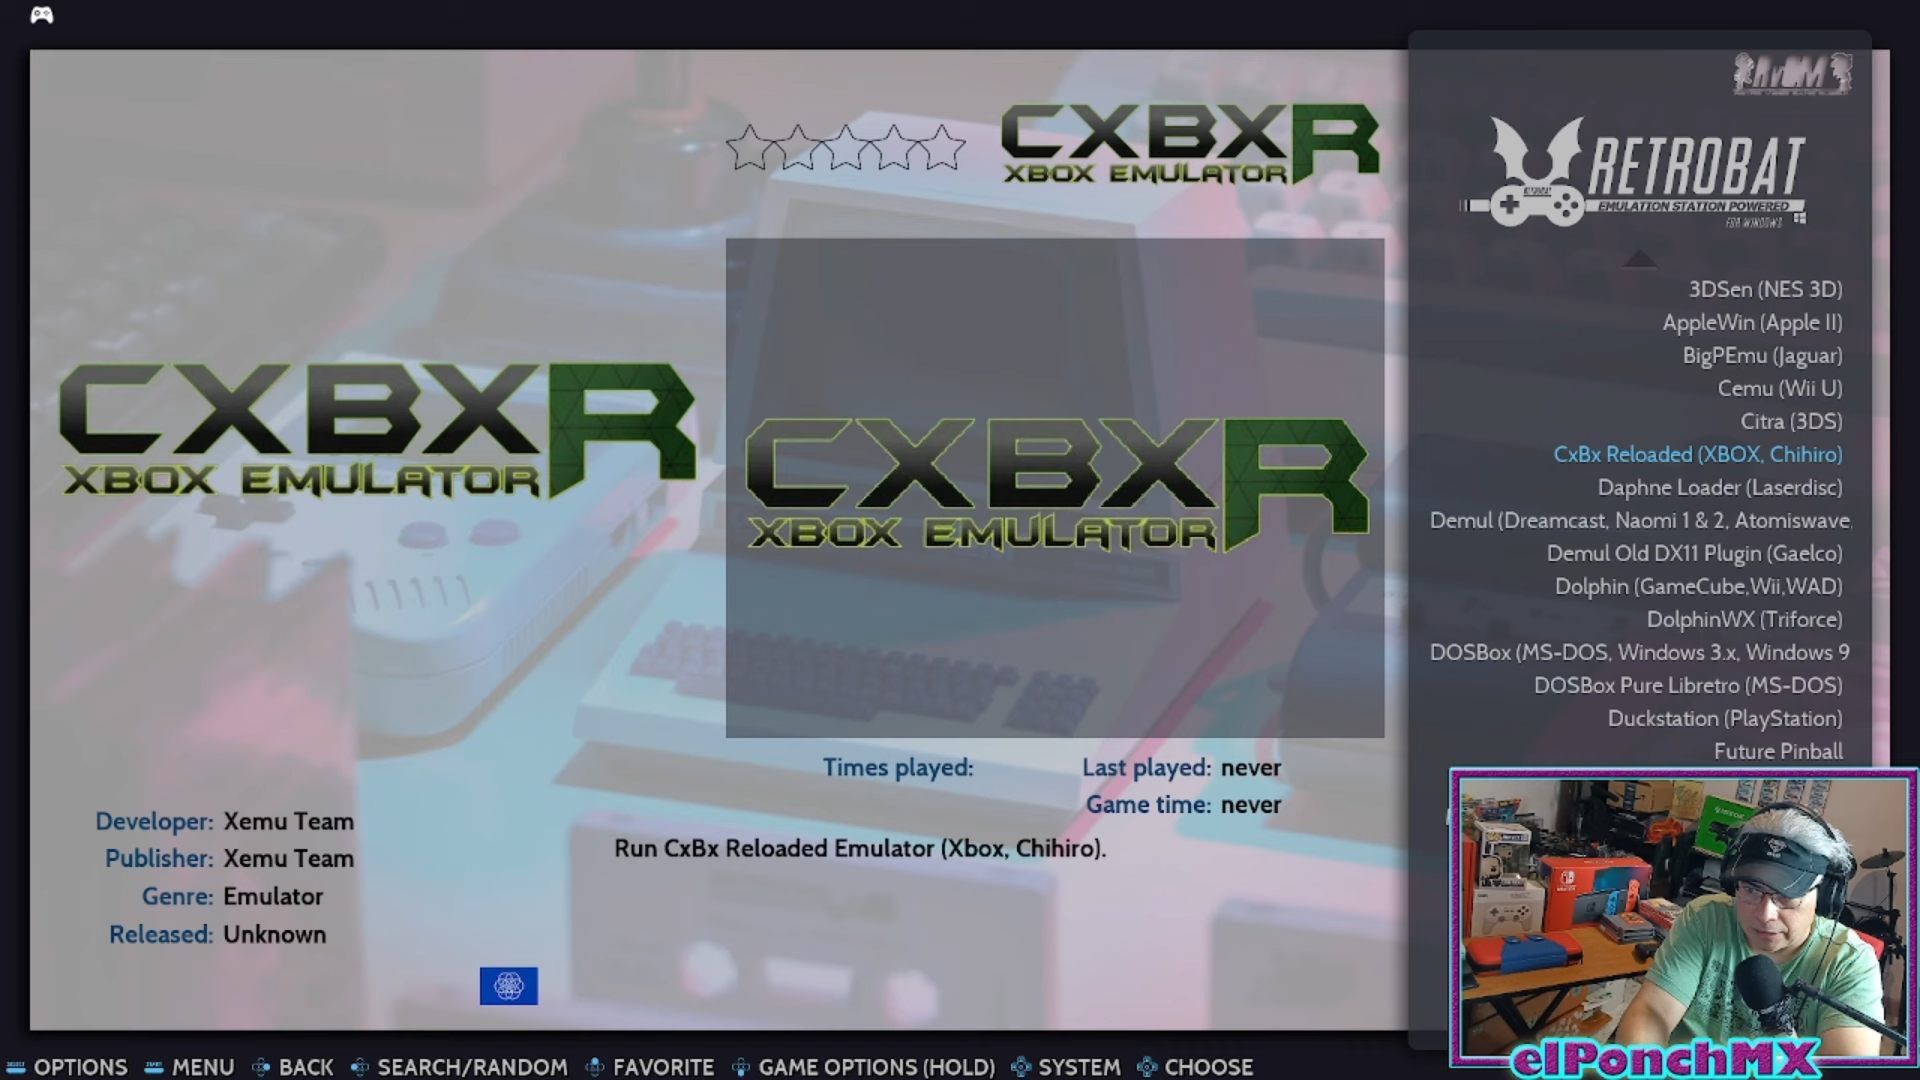 CXBXR
XBOX EMULATOR
RETROBAT
EMULATION STATION POWERED
FOR WINDOWS
3DSen (NES 3D)
AppleWin (Apple II)
BigPEmu (Jaguar)
Cemu (Wii U)
Citra (3DS)
CxBx Reloaded (XBOX, Chihiro)
Daphne Loader (Laserdisc)
Demul (Dreamcast, Naomi 1 & 2, Atomiswave,
Demul Old DX11 Plugin (Gaelco)
Dolphin (GameCube,Wii,WAD)
DolphinWX (Triforce)
DOSBox (MS-DOS, Windows 3.x, Windows 9
DOSBox Pure Libretro (MS-DOS)
Duckstation (PlayStation)
Future Pinball
CXBXR
XBOX EMULATOR
CXBXR
XBOX EMULATOR
Times played:
Last played: never
Game time: never
Developer: Xemu Team
Publisher: Xemu Team
Genre: Emulator
Released: Unknown
Run CxBx Reloaded Emulator (Xbox, Chihiro).
elPonchMX
OPTIONS MENU BACK SEARCH/RANDOM FAVORITE GAME OPTIONS (HOLD) SYSTEM CHOOSE